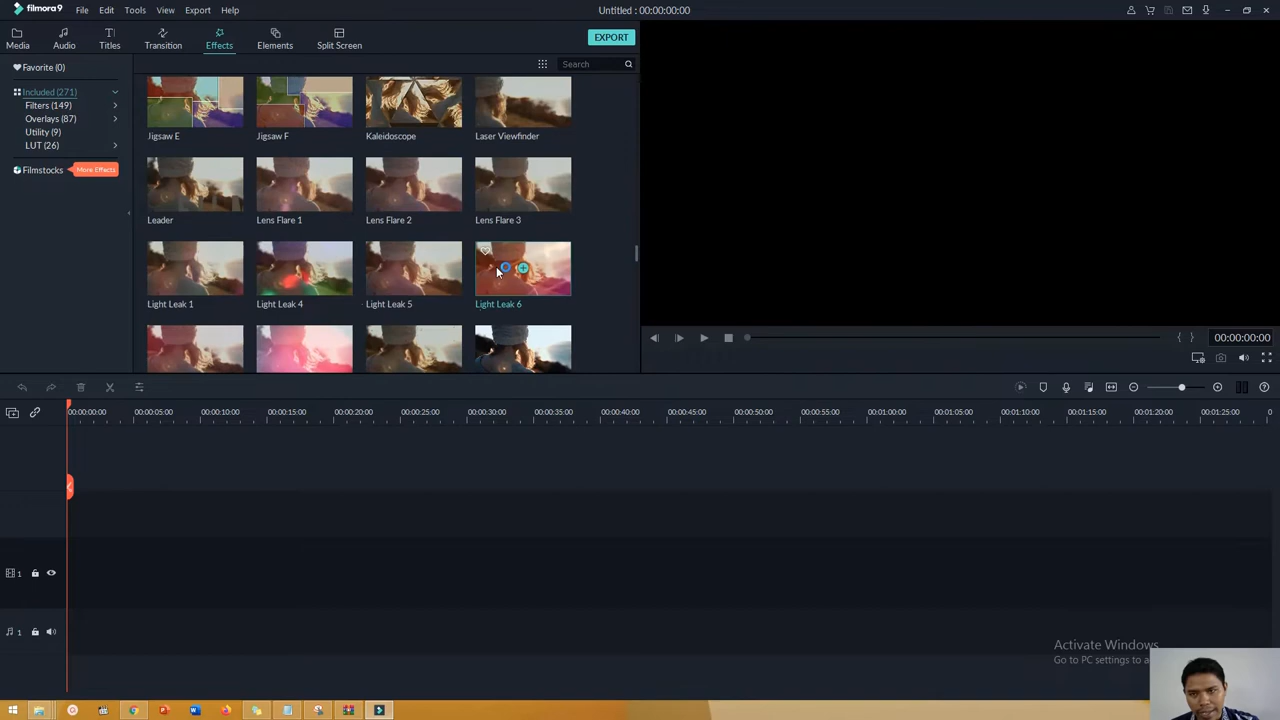 filmora9 File Edit Tools View Export Help Untitled : 00:00:00:00
Media Audio Titles Transition Effects Elements Split Screen EXPORT
Favorite (0) Search
Included (271)
Filters (149)
Overlays (87)
Utility (9)
LUT (26)
Filmstocks More Effects
Jigsaw E Jigsaw F Kaleidoscope Laser Viewfinder
Leader Lens Flare 1 Lens Flare 2 Lens Flare 3
Light Leak 1 Light Leak 4 Light Leak 5 Light Leak 6
00:00:00:00
00:00:00:00 00:00:05:00 00:00:10:00 00:00:15:00 00:00:20:00 00:00:25:00 00:00:30:00 00:00:35:00 00:00:40:00 00:00:45:00 00:00:50:00 00:00:55:00 00:01:00:00 00:01:05:00 00:01:10:00 00:01:15:00 00:01:20:00 00:01:25:00 0
1
1
Activate Windows
Go to PC settings to